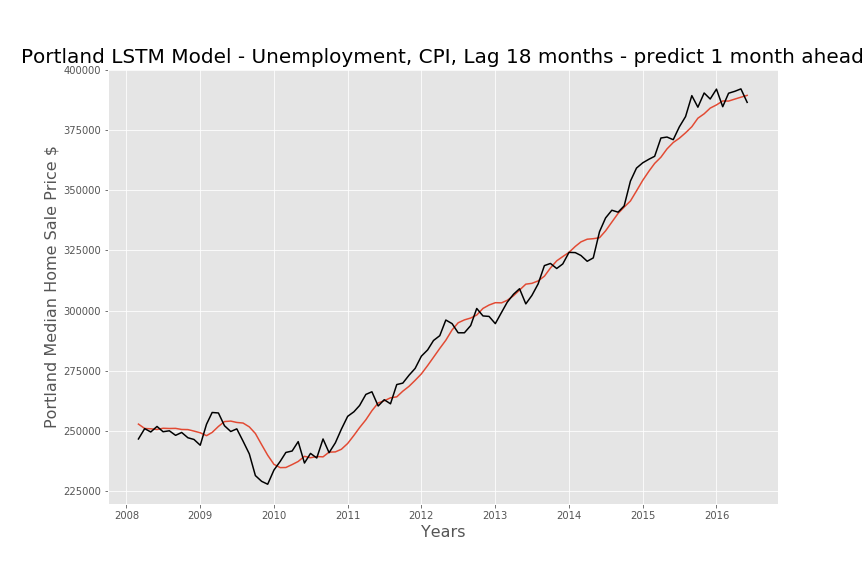 Portland LSTM Model - Unemployment, CPI, Lag 18 months - predict 1 month ahead
400000
375000
350000
325000
300000
275000
250000
225000
Portland Median Home Sale Price $
2008 2009 2010 2011 2012 2013 2014 2015 2016
Years